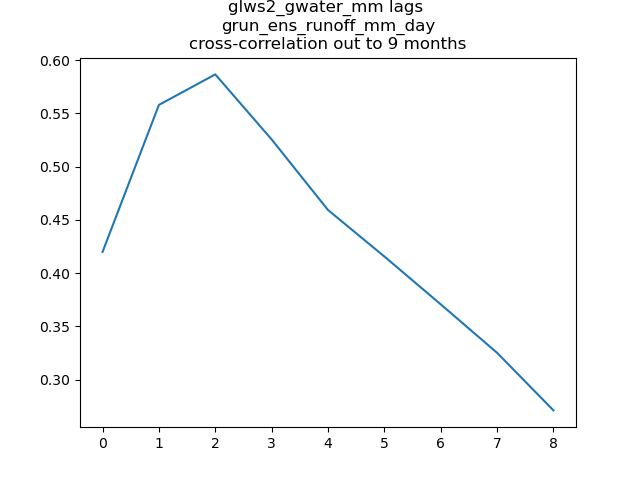 glws2_gwater_mm lags
grun_ens_runoff_mm_day
cross-correlation out to 9 months
0.60
0.55
0.50
0.45
0.40
0.35
0.30
0 1 2 3 4 5 6 7 8